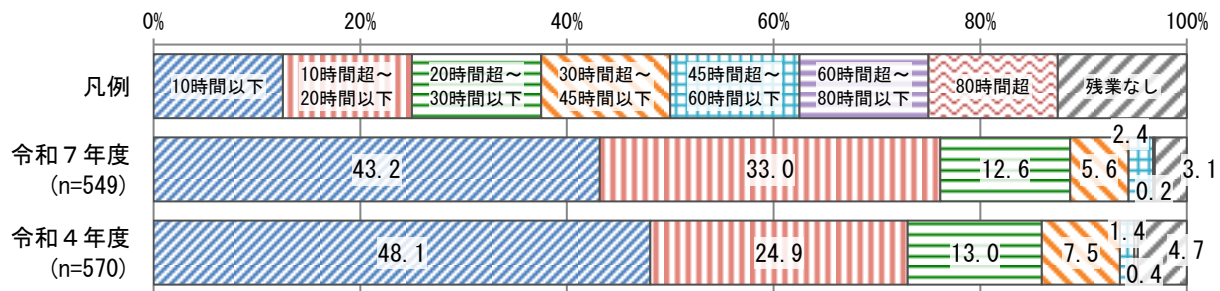 0% 20% 40% 60% 80% 100%
凡例
10時間以下
10時間超～
20時間以下
20時間超～
30時間以下
30時間超～
45時間以下
45時間超～
60時間以下
60時間超～
80時間以下
80時間超
残業なし
令和７年度
(n=549)
43.2 33.0 12.6 5.6 2.4 0.2 3.1
令和４年度
(n=570)
48.1 24.9 13.0 7.5 1.4 0.4 4.7